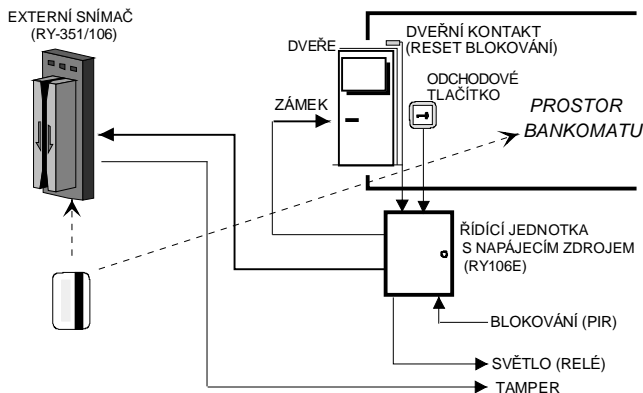 EXTERNÍ SNÍMAČ
(RY-351/106)
DVEŘE
DVEŘNÍ KONTAKT
(RESET BLOKOVÁNÍ)
ODCHODOVÉ
TLAČÍTKO
ZÁMEK
PROSTOR
BANKOMATU
ŘÍDÍCÍ JEDNOTKA
S NAPÁJECÍM ZDROJEM
(RY106E)
BLOKOVÁNÍ (PIR)
SVĚTLO (RELÉ)
TAMPER